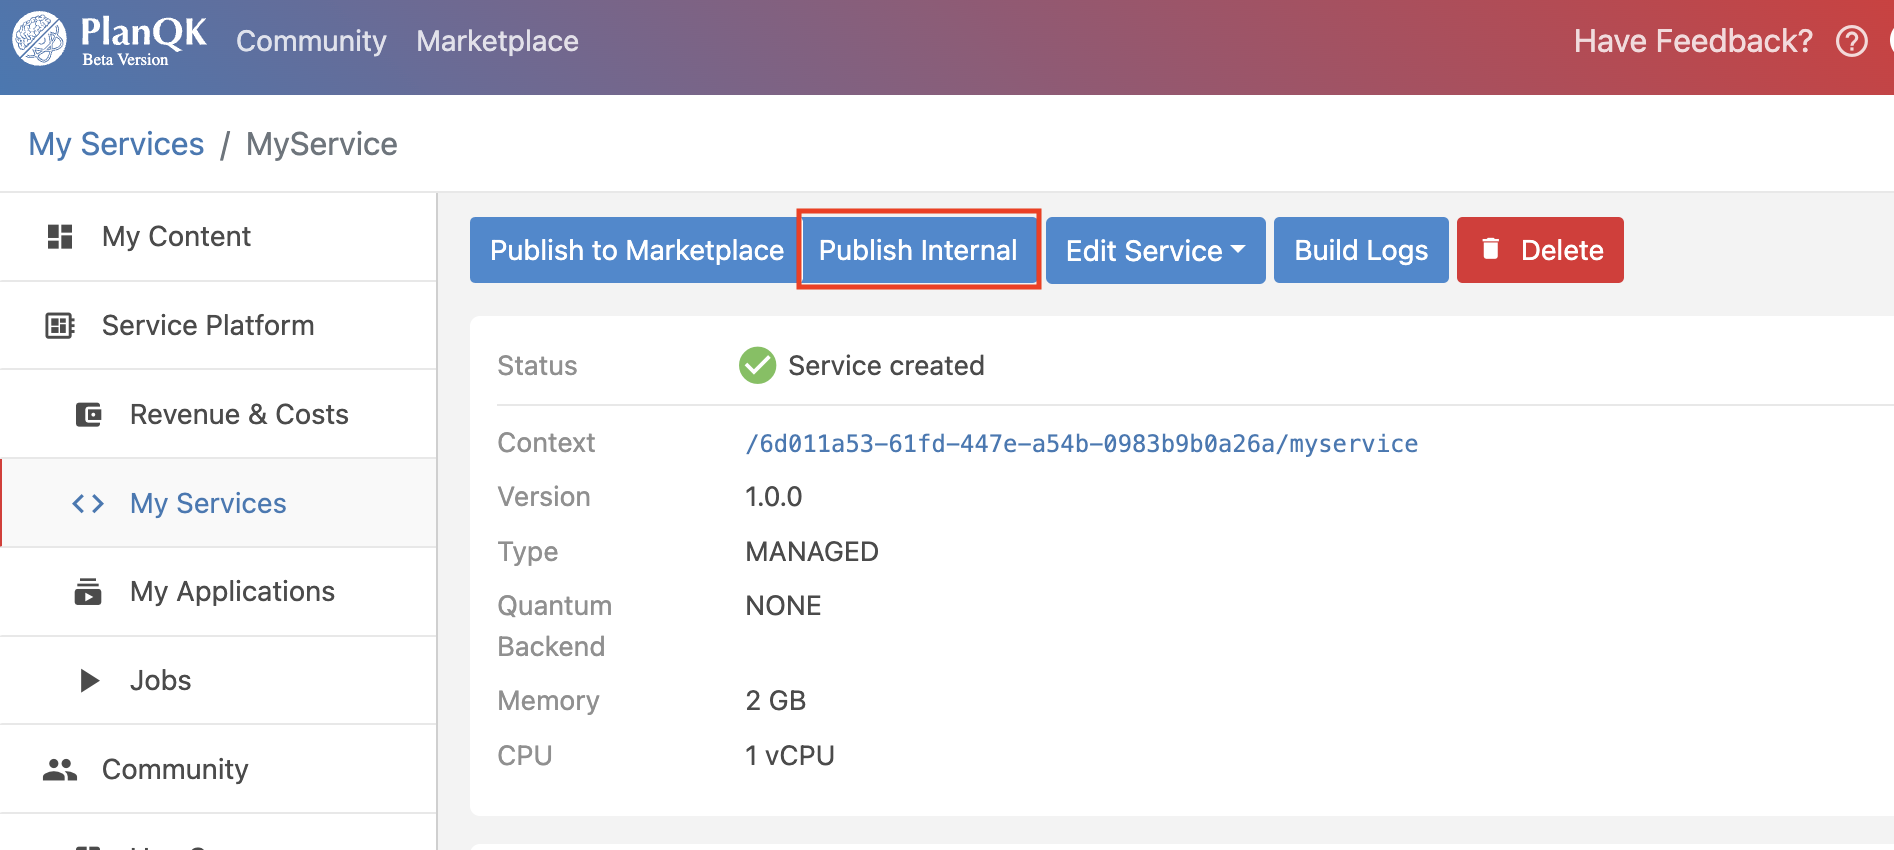 PlanQK
Beta Version
Community
Marketplace
Have Feedback?
My Services / MyService
My Content
Service Platform
Revenue & Costs
My Services
My Applications
Jobs
Community
Publish to Marketplace
Publish Internal
Edit Service
Build Logs
Delete
Status
Service created
Context
/6d011a53-61fd-447e-a54b-0983b9b0a26a/myservice
Version
1.0.0
Type
MANAGED
Quantum
Backend
NONE
Memory
2 GB
CPU
1 vCPU